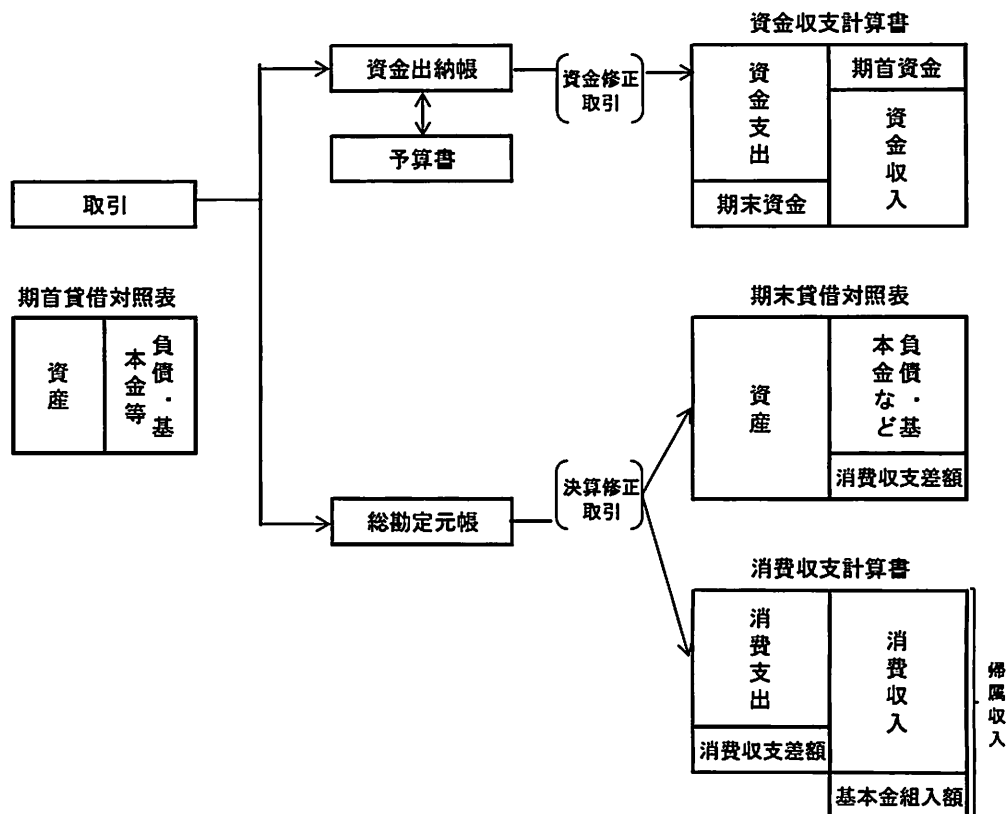 資金収支計算書
資金出納帳
資金修正
取引
資金支出
期首資金
資金収入
期末資金
予算書
取引
期首貸借対照表
資産
負債・基
本金等
期末貸借対照表
資産
負債・基
本金など
消費収支差額
総勘定元帳
決算修正
取引
消費収支計算書
消費支出
消費収入
消費収支差額
基本金組入額
帰属収入